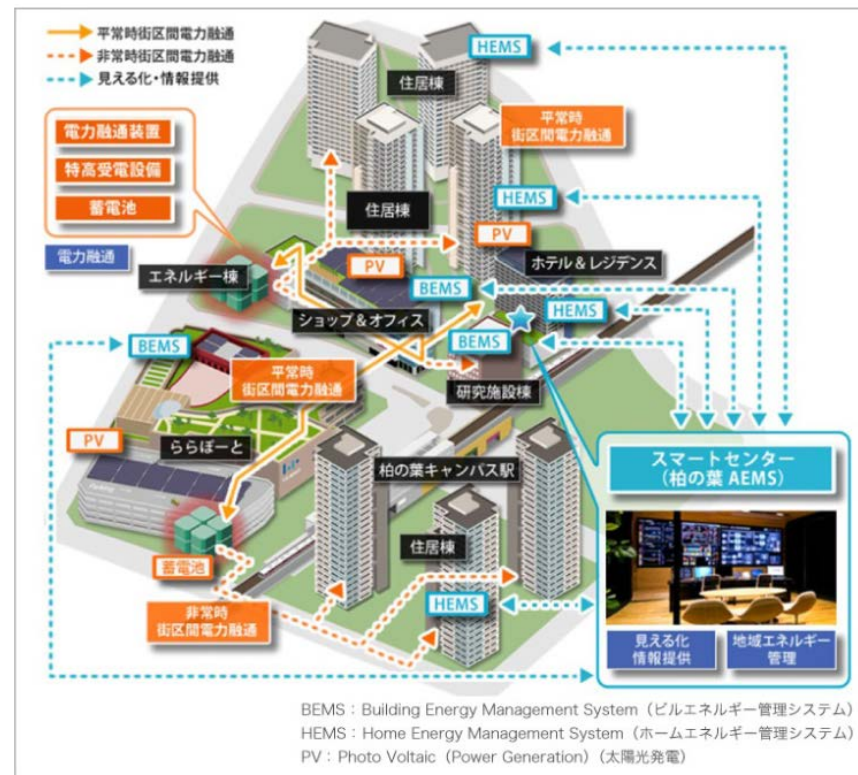 平常時街区間電力融通
非常時街区間電力融通
見える化・情報提供
HEMS
住居棟
電力融通装置
特高受電設備
蓄電池
電力融通
平常時
街区間電力融通
HEMS
住居棟
PV
エネルギー棟
PV
ホテル&レジデンス
BEMS
HEMS
ショップ&オフィス
BEMS
BEMS
平常時
街区間電力融通
研究施設棟
PV
ららぽーと
柏の葉キャンパス駅
スマートセンター
(柏の葉 AEMS)
住居棟
蓄電池
HEMS
非常時
街区間電力融通
見える化
情報提供
地域エネルギー
管理
BEMS:Building Energy Management System(ビルエネルギー管理システム)
HEMS:Home Energy Management System(ホームエネルギー管理システム)
PV:Photo Voltaic(Power Generation)(太陽光発電)